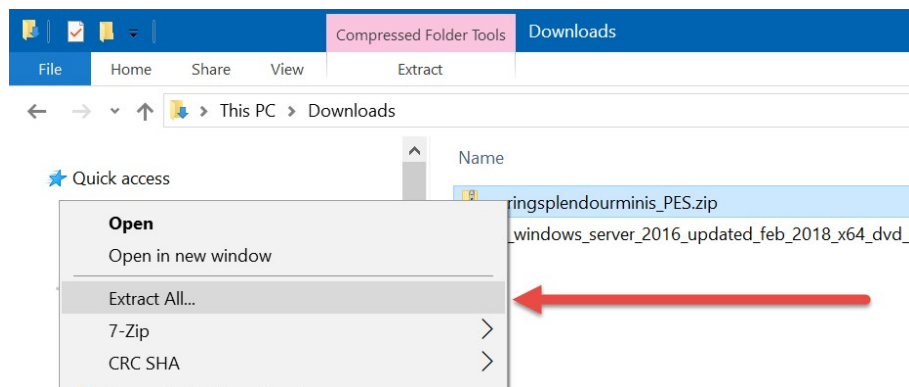 Compressed Folder Tools Downloads
File Home Share View Extract
This PC > Downloads
Name
Quick access
ringsplendourminis_PES.zip
Open
_windows_server_2016_updated_feb_2018_x64_dvd_
Open in new window
Extract All...
7-Zip
CRC SHA